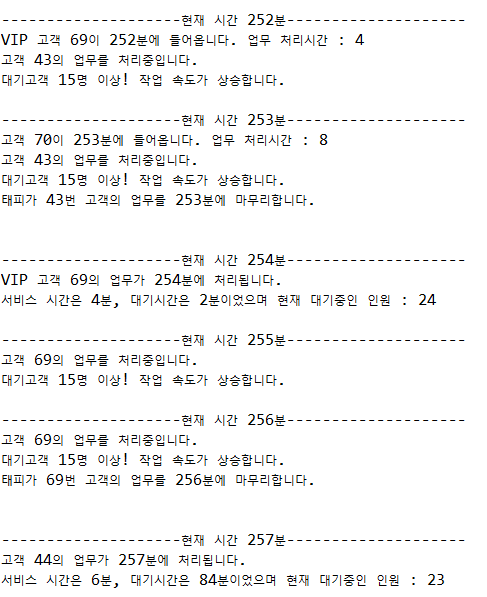 --------------------현재 시간 252분--------------------
VIP 고객 69이 252분에 들어옵니다. 업무 처리시간 : 4
고객 43의 업무를 처리중입니다.
대기고객 15명 이상! 작업 속도가 상승합니다.
--------------------현재 시간 253분--------------------
고객 70이 253분에 들어옵니다. 업무 처리시간 : 8
고객 43의 업무를 처리중입니다.
대기고객 15명 이상! 작업 속도가 상승합니다.
태피가 43번 고객의 업무를 253분에 마무리합니다.
--------------------현재 시간 254분--------------------
VIP 고객 69의 업무가 254분에 처리됩니다.
서비스 시간은 4분, 대기시간은 2분이었으며 현재 대기중인 인원 : 24
--------------------현재 시간 255분--------------------
고객 69의 업무를 처리중입니다.
대기고객 15명 이상! 작업 속도가 상승합니다.
--------------------현재 시간 256분--------------------
고객 69의 업무를 처리중입니다.
대기고객 15명 이상! 작업 속도가 상승합니다.
태피가 69번 고객의 업무를 256분에 마무리합니다.
--------------------현재 시간 257분--------------------
고객 44의 업무가 257분에 처리됩니다.
서비스 시간은 6분, 대기시간은 84분이었으며 현재 대기중인 인원 : 23